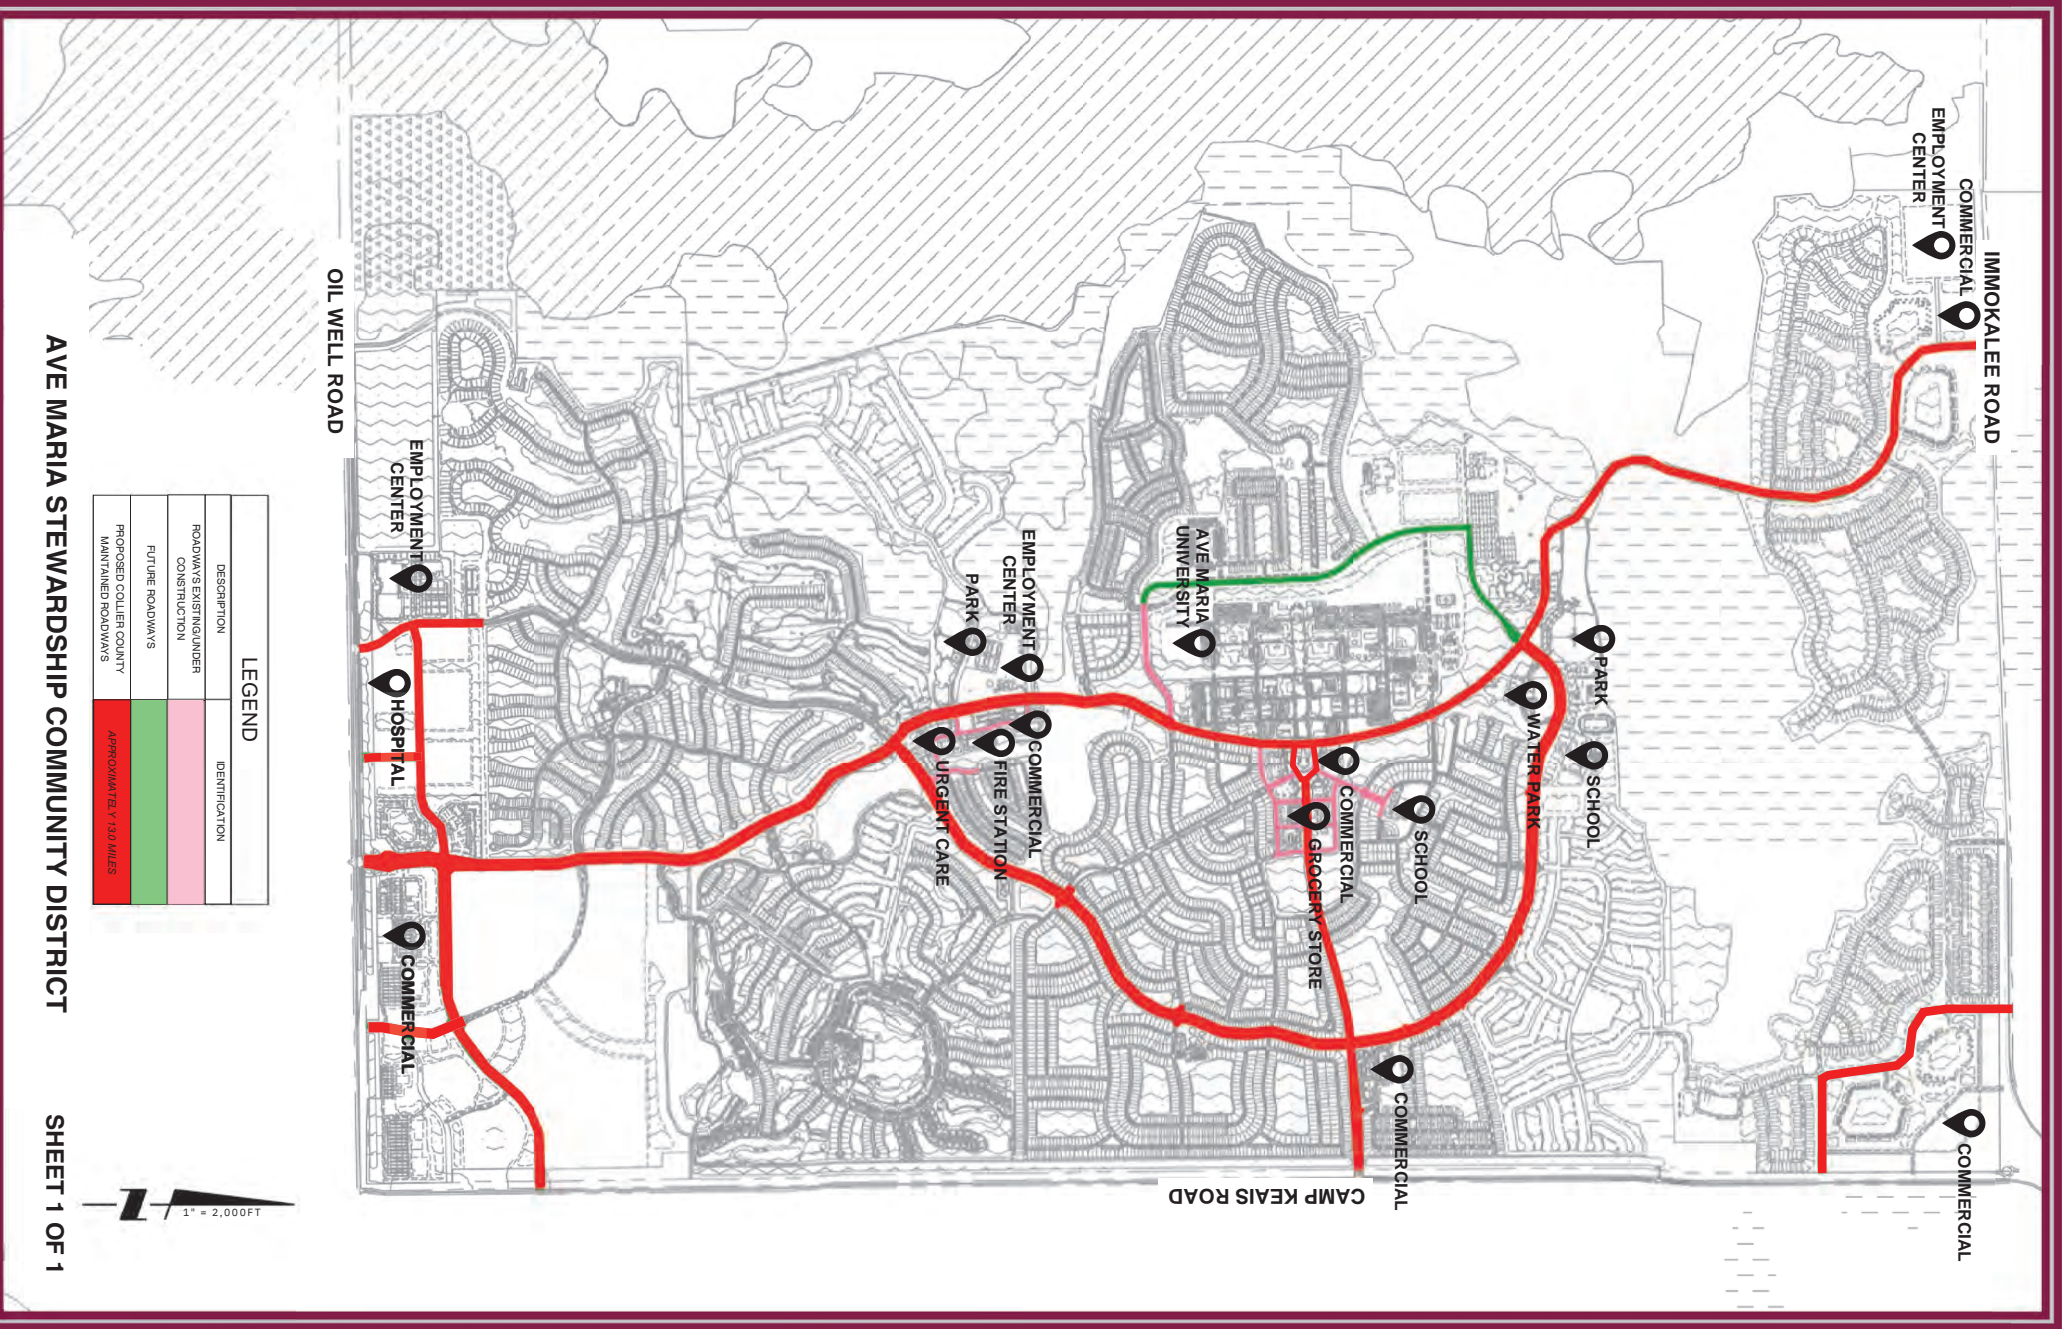 IMMOKALEE ROAD
EMPLOYMENT
CENTER
COMMERCIAL
COMMERCIAL
PARK
SCHOOL
WATER PARK
SCHOOL
COMMERCIAL
COMMERCIAL
GROCERY STORE
AVE MARIA
UNIVERSITY
CAMP KEAIS ROAD
EMPLOYMENT
CENTER
PARK
COMMERCIAL
FIRE STATION
URGENT CARE
EMPLOYMENT
CENTER
HOSPITAL
COMMERCIAL
OIL WELL ROAD
LEGEND
DESCRIPTION
IDENTIFICATION
ROADWAYS EXISTING/UNDER
CONSTRUCTION
FUTURE ROADWAYS
PROPOSED COLLIER COUNTY
MAINTAINED ROADWAYS
APPROXIMATELY 13.0 MILES
N
1" = 2,000FT
AVE MARIA STEWARDSHIP COMMUNITY DISTRICT
SHEET 1 OF 1